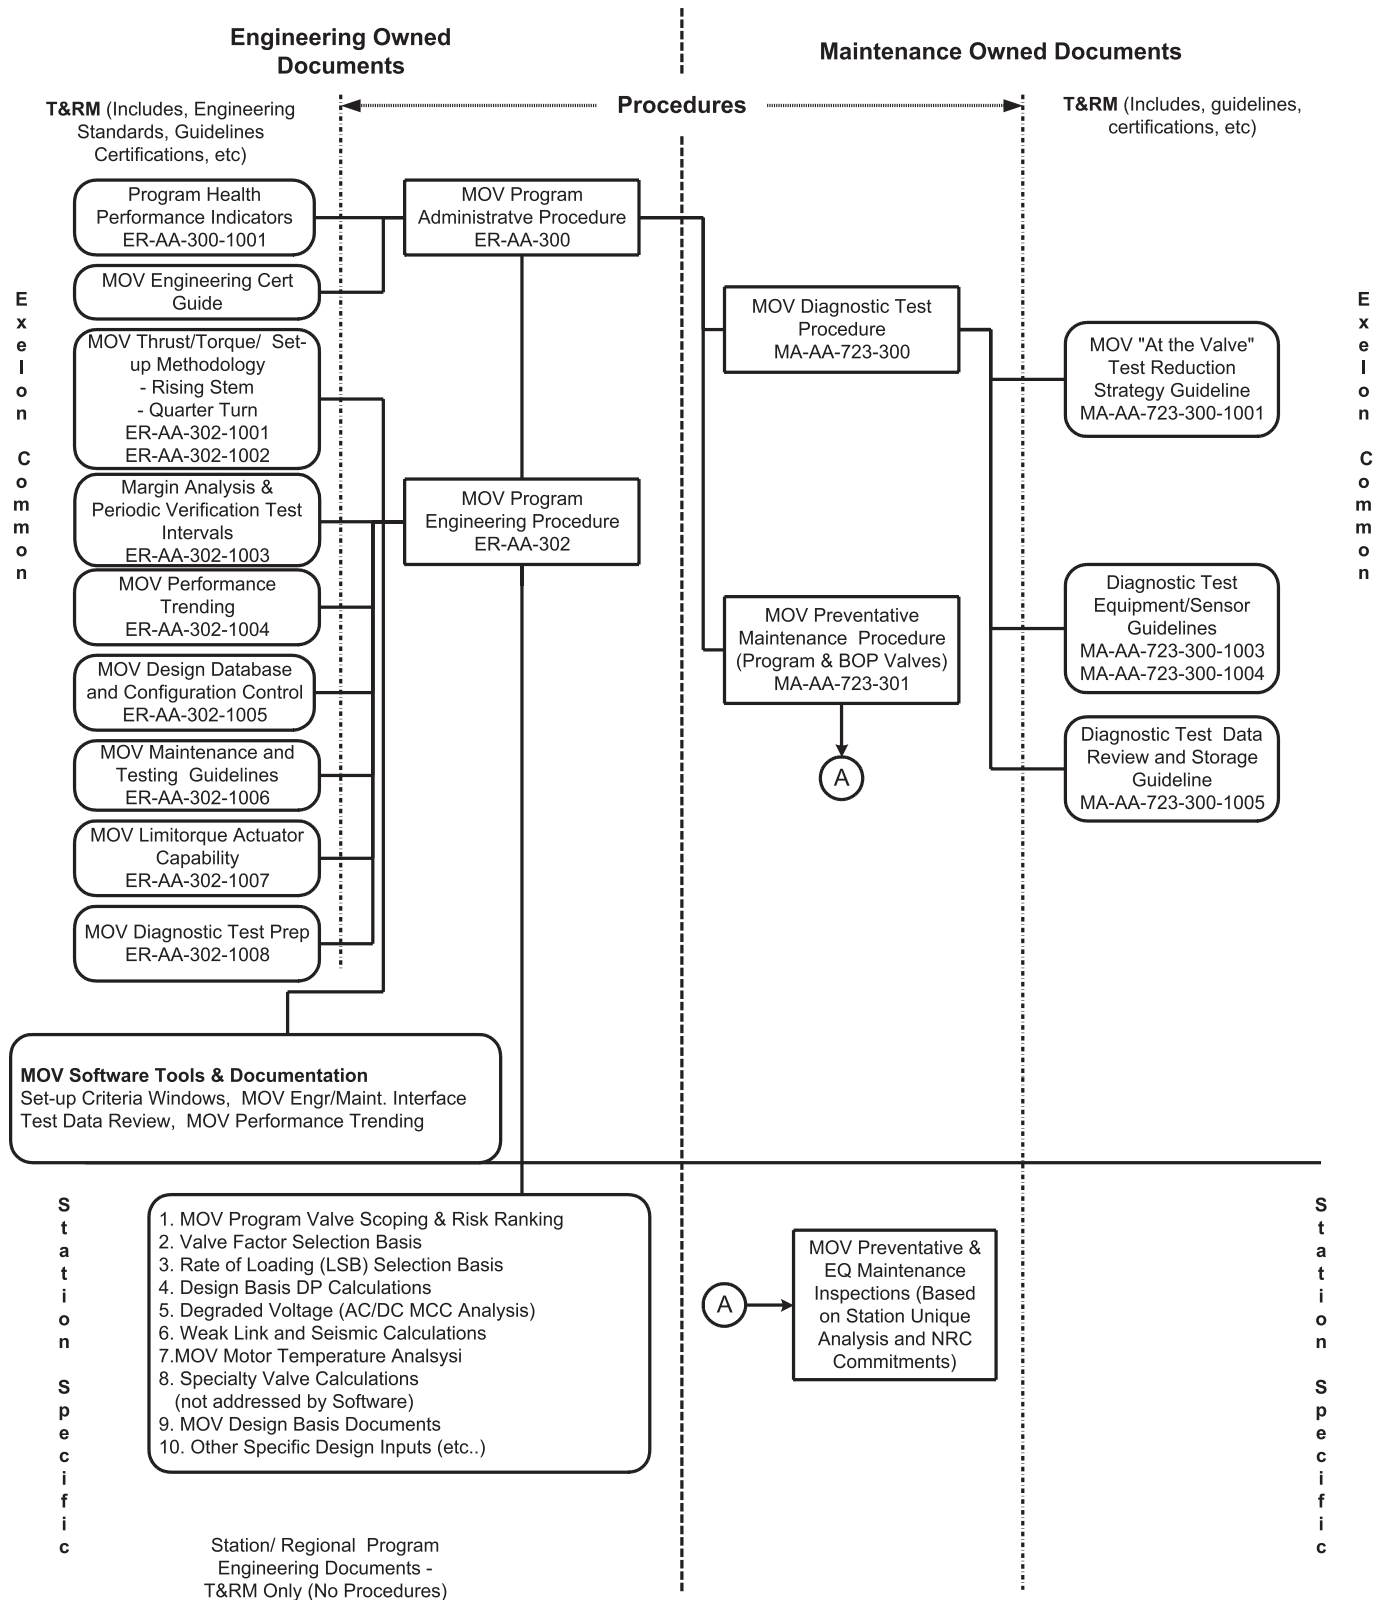 Engineering Owned
Documents
Maintenance Owned Documents
Procedures
T&RM (Includes, Engineering
Standards, Guidelines
Certifications, etc)
T&RM (Includes, guidelines,
certifications, etc)
Exelon Common
Program Health
Performance Indicators
ER-AA-300-1001
MOV Engineering Cert
Guide
MOV Thrust/Torque/ Set-
up Methodology
- Rising Stem
- Quarter Turn
ER-AA-302-1001
ER-AA-302-1002
Margin Analysis &
Periodic Verification Test
Intervals
ER-AA-302-1003
MOV Performance
Trending
ER-AA-302-1004
MOV Design Database
and Configuration Control
ER-AA-302-1005
MOV Maintenance and
Testing Guidelines
ER-AA-302-1006
MOV Limitorque Actuator
Capability
ER-AA-302-1007
MOV Diagnostic Test Prep
ER-AA-302-1008
MOV Program
Administratve Procedure
ER-AA-300
MOV Program
Engineering Procedure
ER-AA-302
MOV Diagnostic Test
Procedure
MA-AA-723-300
MOV Preventative
Maintenance Procedure
(Program & BOP Valves)
MA-AA-723-301
A
MOV "At the Valve"
Test Reduction
Strategy Guideline
MA-AA-723-300-1001
Diagnostic Test
Equipment/Sensor
Guidelines
MA-AA-723-300-1003
MA-AA-723-300-1004
Diagnostic Test Data
Review and Storage
Guideline
MA-AA-723-300-1005
Exelon Common
MOV Software Tools & Documentation
Set-up Criteria Windows, MOV Engr/Maint. Interface
Test Data Review, MOV Performance Trending
Station Specific
1. MOV Program Valve Scoping & Risk Ranking
2. Valve Factor Selection Basis
3. Rate of Loading (LSB) Selection Basis
4. Design Basis DP Calculations
5. Degraded Voltage (AC/DC MCC Analysis)
6. Weak Link and Seismic Calculations
7.MOV Motor Temperature Analsysi
8. Specialty Valve Calculations
(not addressed by Software)
9. MOV Design Basis Documents
10. Other Specific Design Inputs (etc..)
A
MOV Preventative &
EQ Maintenance
Inspections (Based
on Station Unique
Analysis and NRC
Commitments)
Station Specific
Station/ Regional Program
Engineering Documents -
T&RM Only (No Procedures)